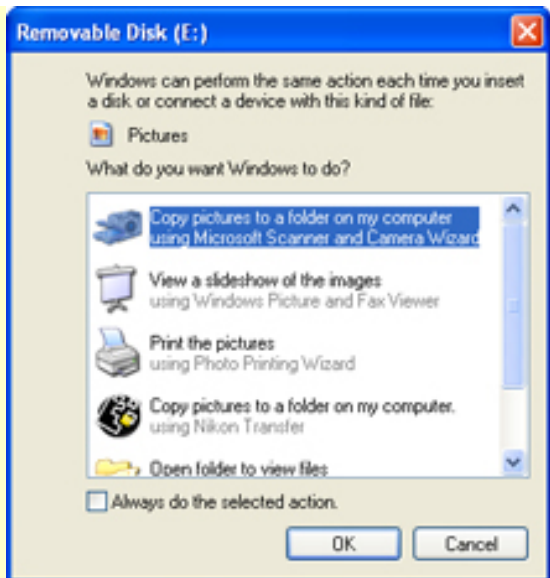 Removable Disk (E:)
Windows can perform the same action each time you insert
a disk or connect a device with this kind of file:
Pictures
What do you want Windows to do?
Copy pictures to a folder on my computer
using Microsoft Scanner and Camera Wizard
View a slideshow of the images
using Windows Picture and Fax Viewer
Print the pictures
using Photo Printing Wizard
Copy pictures to a folder on my computer.
using Nikon Transfer
Open folder to view files
Always do the selected action.
OK
Cancel